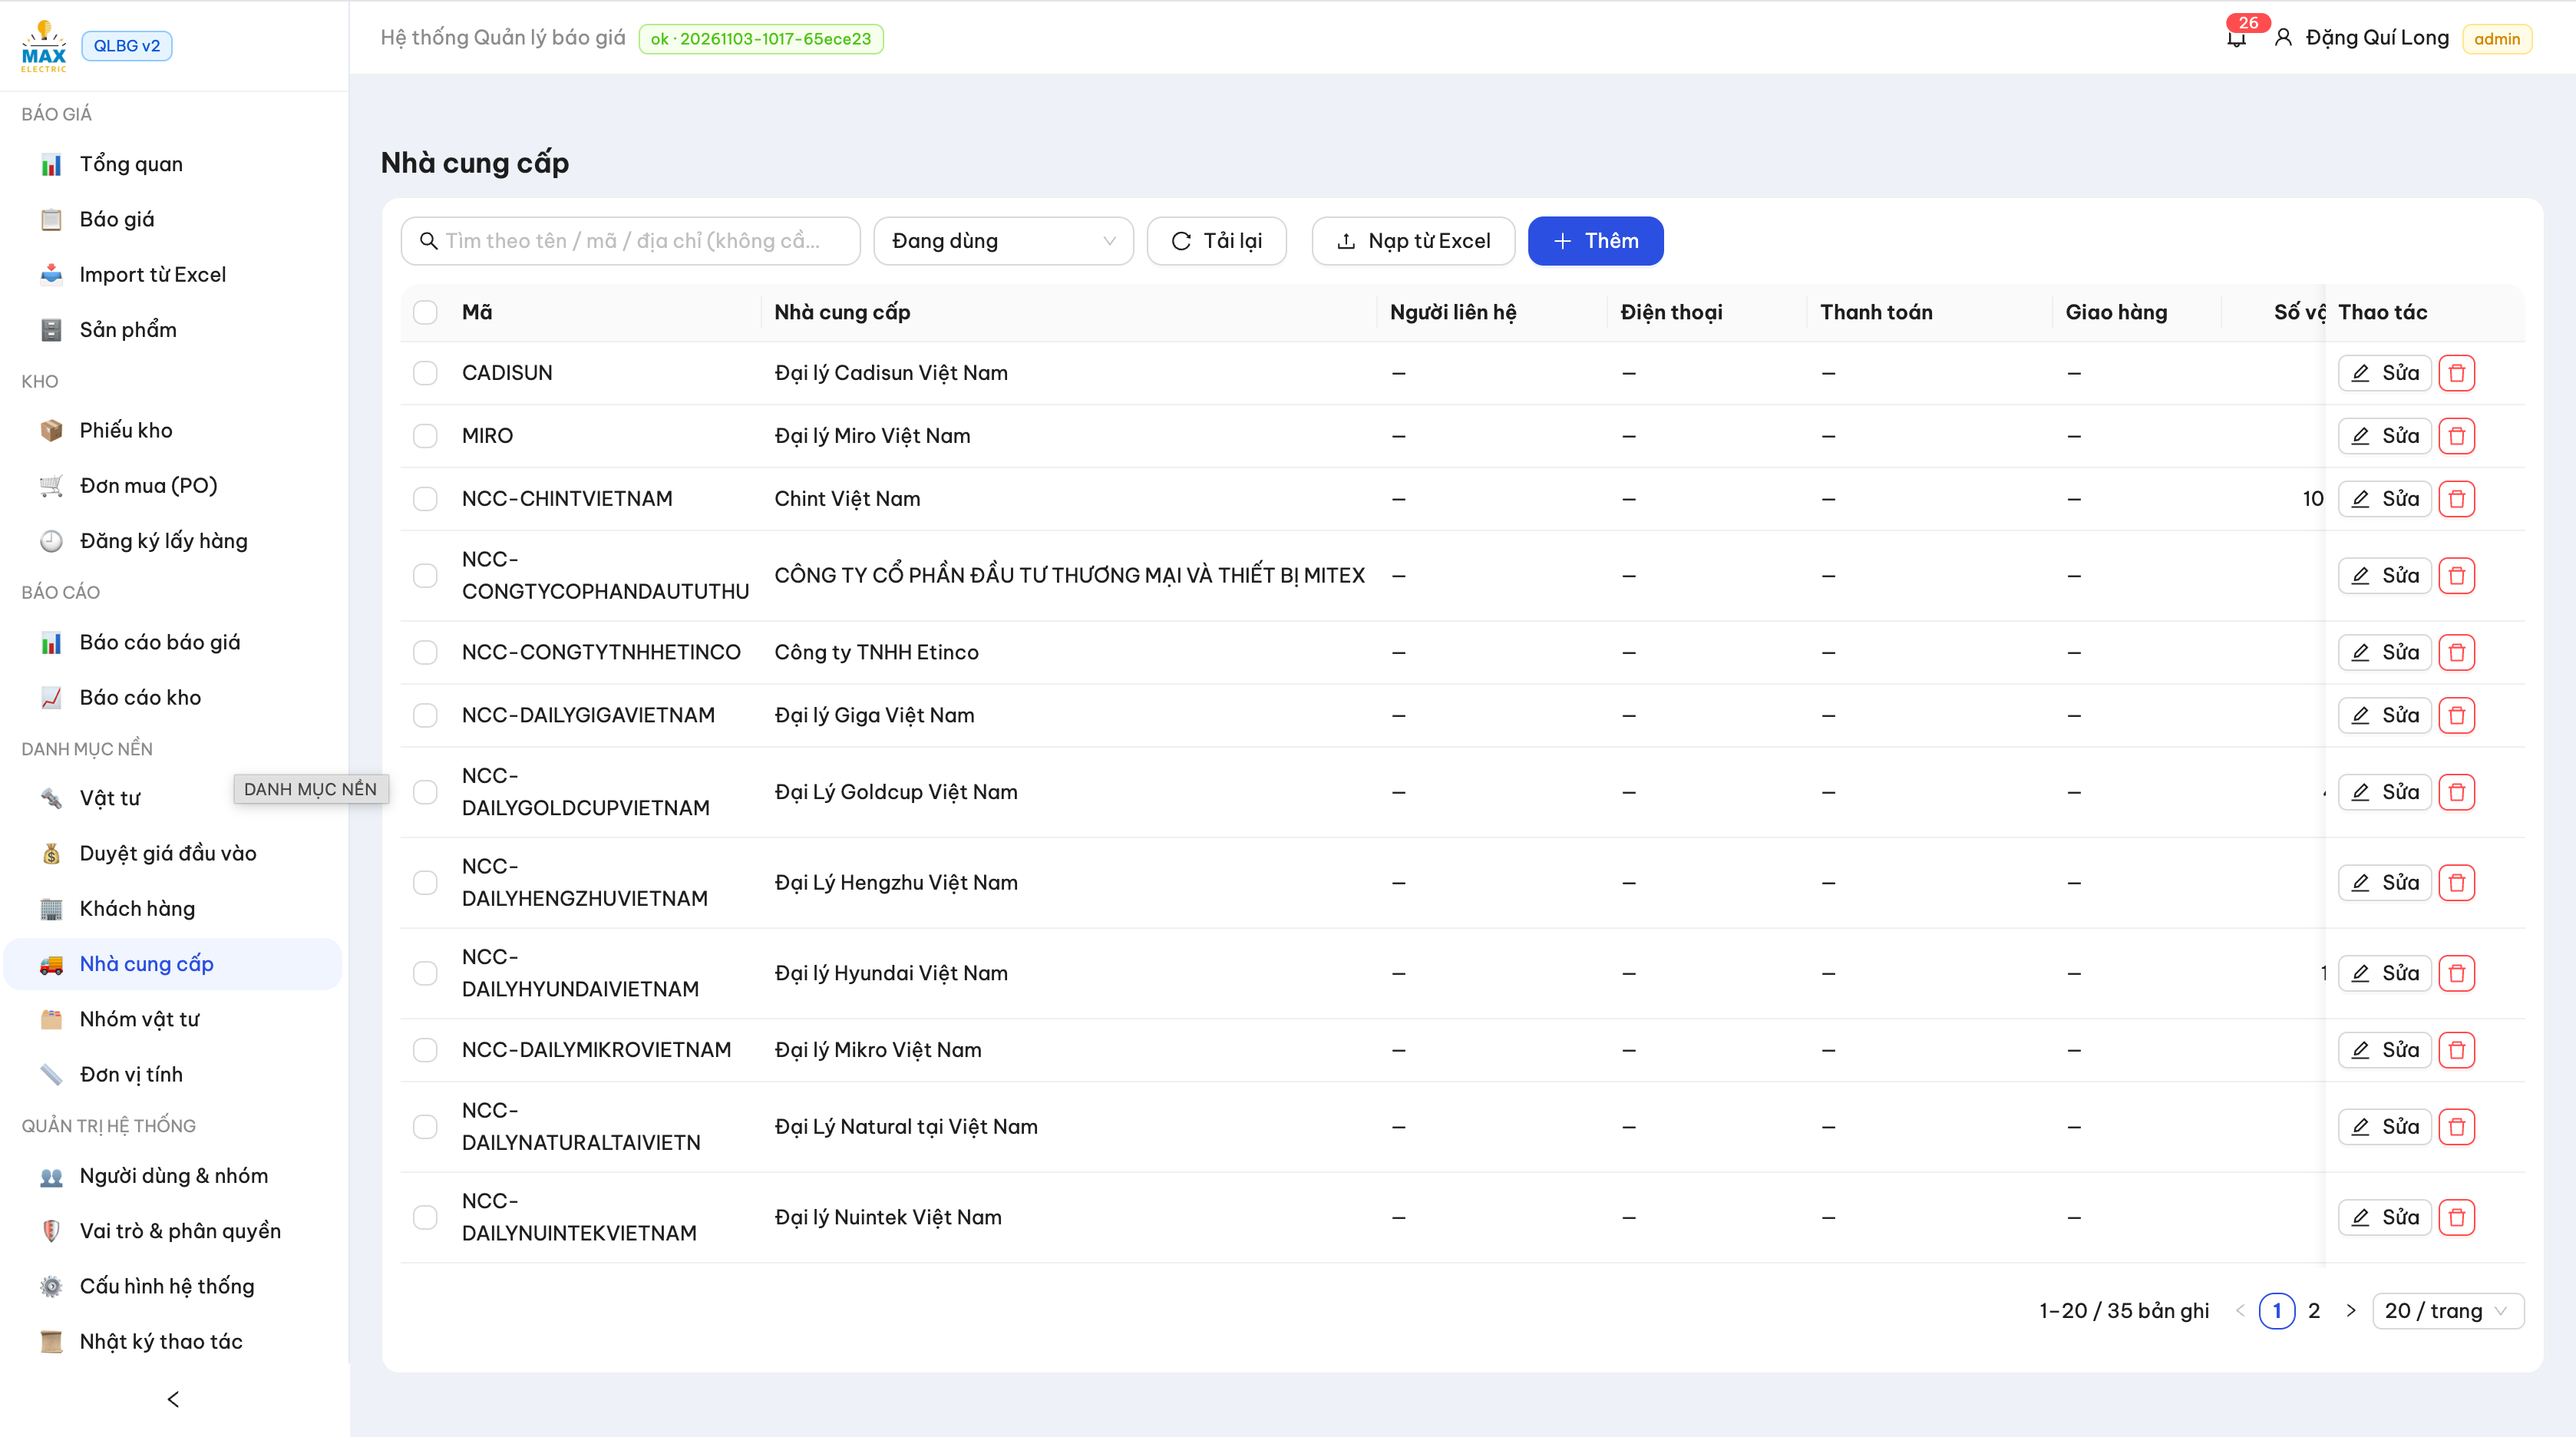 MAX
ELECTRIC
QLBG v2
Hệ thống Quản lý báo giá
ok · 20261103-1017-65ece23
26
Đặng Quí Long
admin
BÁO GIÁ
Tổng quan
Báo giá
Import từ Excel
Sản phẩm
KHO
Phiếu kho
Đơn mua (PO)
Đăng ký lấy hàng
BÁO CÁO
Báo cáo báo giá
Báo cáo kho
DANH MỤC NỀN
Vật tư
DANH MỤC NỀN
Duyệt giá đầu vào
Khách hàng
Nhà cung cấp
Nhóm vật tư
Đơn vị tính
QUẢN TRỊ HỆ THỐNG
Người dùng & nhóm
Vai trò & phân quyền
Cấu hình hệ thống
Nhật ký thao tác
Nhà cung cấp
Tìm theo tên / mã / địa chỉ (không cầ... Đang dùng Tải lại Nạp từ Excel + Thêm
Mã Nhà cung cấp Người liên hệ Điện thoại Thanh toán Giao hàng Số Thao tác
CADISUN Đại lý Cadisun Việt Nam — — — — Sửa
MIRO Đại lý Miro Việt Nam — — — — Sửa
NCC-CHINTVIETNAM Chint Việt Nam — — — — 10 Sửa
NCC-
CONGTYCOPHANDAUTUTHU CÔNG TY CỔ PHẦN ĐẦU TƯ THƯƠNG MẠI VÀ THIẾT BỊ MITEX — — — — Sửa
NCC-CONGTYTNHHETINCO Công ty TNHH Etinco — — — — Sửa
NCC-DAILYGIGAVIETNAM Đại lý Giga Việt Nam — — — — Sửa
NCC-
DAILYGOLDCUPVIETNAM Đại Lý Goldcup Việt Nam — — — — Sửa
NCC-
DAILYHENGZHUVIETNAM Đại Lý Hengzhu Việt Nam — — — — Sửa
NCC-
DAILYHYUNDAIVIETNAM Đại lý Hyundai Việt Nam — — — — 1 Sửa
NCC-DAILYMIKROVIETNAM Đại lý Mikro Việt Nam — — — — Sửa
NCC-
DAILYNATURALTAIVIETN Đại Lý Natural tại Việt Nam — — — — Sửa
NCC-
DAILYNUINTEKVIETNAM Đại lý Nuintek Việt Nam — — — — Sửa
1-20 / 35 bản ghi < 1 2 > 20 / trang